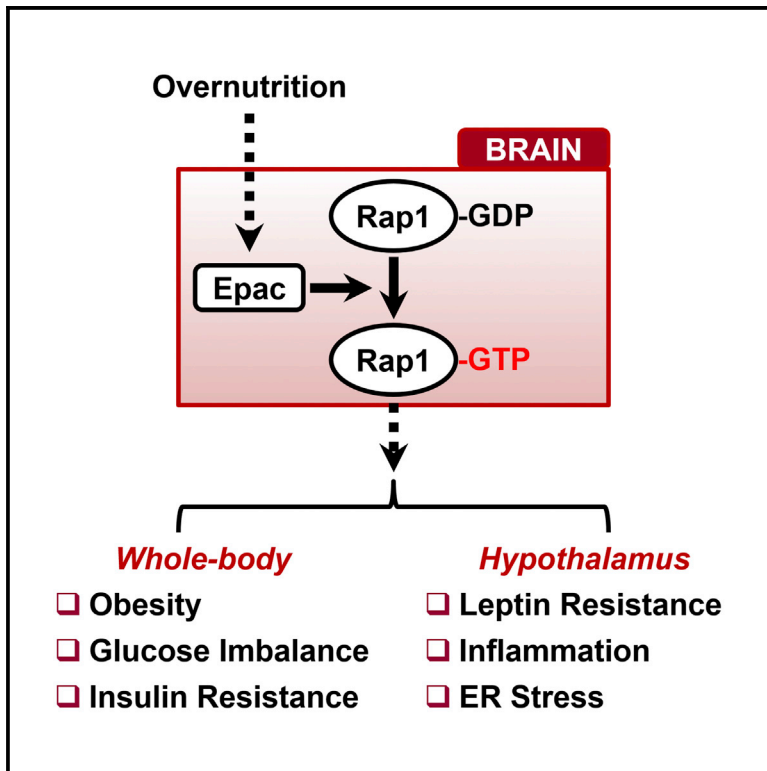 Overnutrition
BRAIN
Rap1 -GDP
Epac
Rap1 -GTP
Whole-body
Obesity
Glucose Imbalance
Insulin Resistance
Hypothalamus
Leptin Resistance
Inflammation
ER Stress